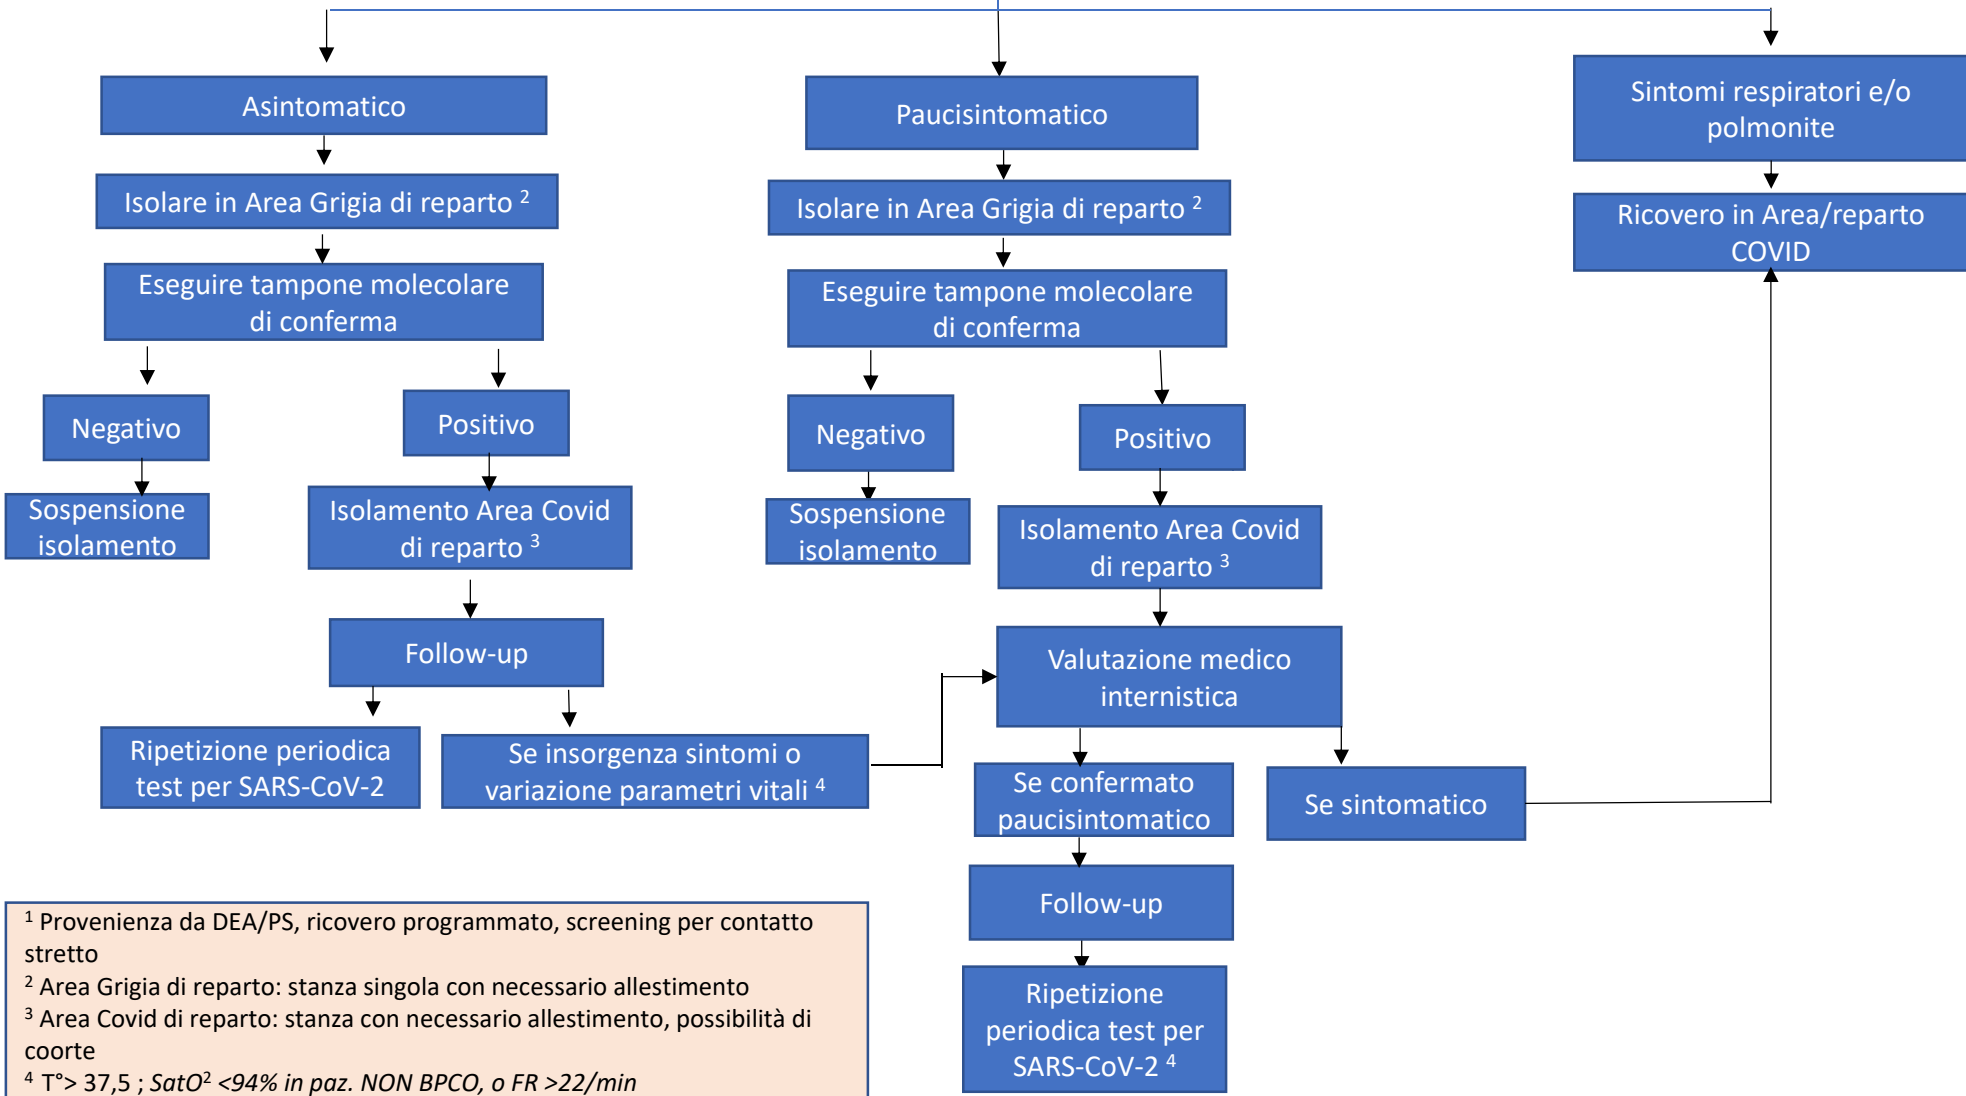 Asintomatico
Isolare in Area Grigia di reparto ²
Eseguire tampone molecolare
di conferma
Negativo
Positivo
Sospensione
isolamento
Isolamento Area Covid
di reparto ³
Follow-up
Ripetizione periodica
test per SARS-CoV-2
Se insorgenza sintomi o
variazione parametri vitali ⁴
Paucisintomatico
Isolare in Area Grigia di reparto ²
Eseguire tampone molecolare
di conferma
Negativo
Positivo
Sospensione
isolamento
Isolamento Area Covid
di reparto ³
Valutazione medico
internistica
Se confermato
paucisintomatico
Se sintomatico
Follow-up
Ripetizione
periodica test per
SARS-CoV-2 ⁴
Sintomi respiratori e/o
polmonite
Ricovero in Area/reparto
COVID
¹ Provenienza da DEA/PS, ricovero programmato, screening per contatto
stretto
² Area Grigia di reparto: stanza singola con necessario allestimento
³ Area Covid di reparto: stanza con necessario allestimento, possibilità di
coorte
⁴ T°> 37,5 ; SatO² <94% in paz. NON BPCO, o FR >22/min